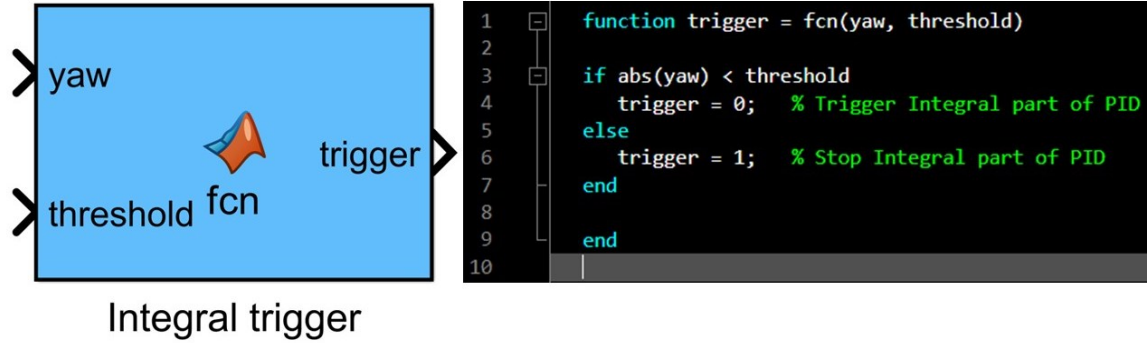 yaw
threshold
fcn
trigger
Integral trigger
1 function trigger = fcn(yaw, threshold)
2
3 if abs(yaw) < threshold
4 trigger = 0; % Trigger Integral part of PID
5 else
6 trigger = 1; % Stop Integral part of PID
7 end
8
9 end
10